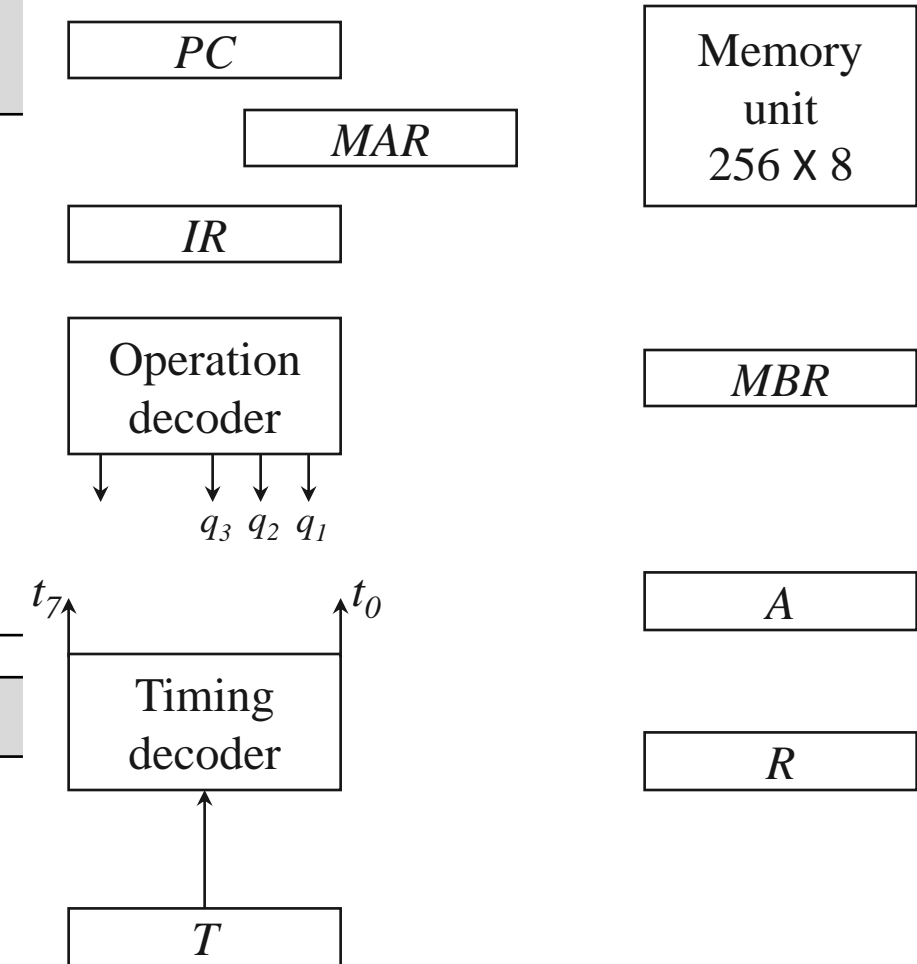 PC
Memory
unit
256 X 8
MAR
IR
Operation
decoder
MBR
q3 q2 q1
t7 t0
A
Timing
decoder
R
T